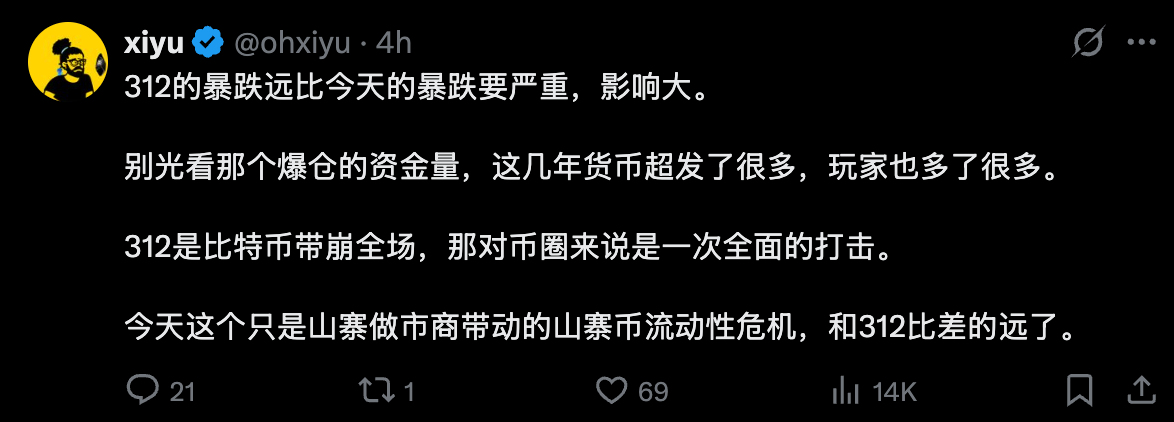 xiyu @ohxiyu · 4h
312的暴跌远比今天的暴跌要严重，影响大。
别光看那个爆仓的资金量，这几年货币超发了很多，玩家也多了很多。
312是比特币带崩全场，那对币圈来说是一次全面的打击。
今天这个只是山寨做市商带动的山寨币流动性危机，和312比差的远了。
21 1 69 14K